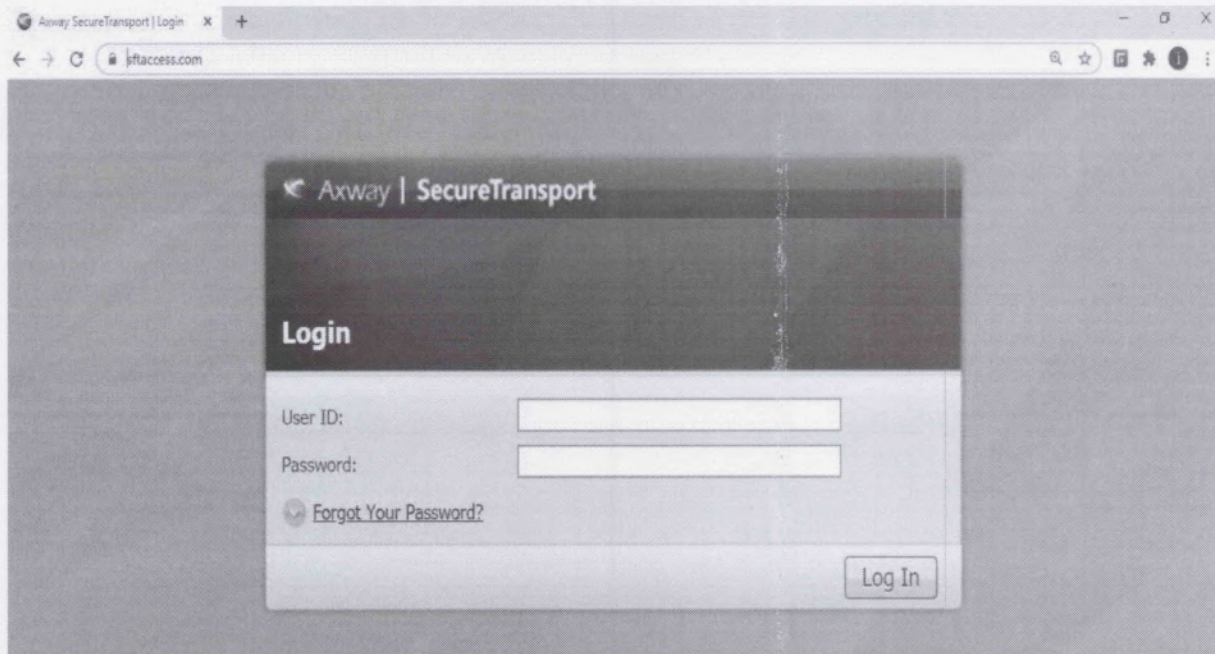 Axway SecureTransport | Login
sftaccess.com
Axway | SecureTransport
Login
User ID:
Password:
Forgot Your Password?
Log In